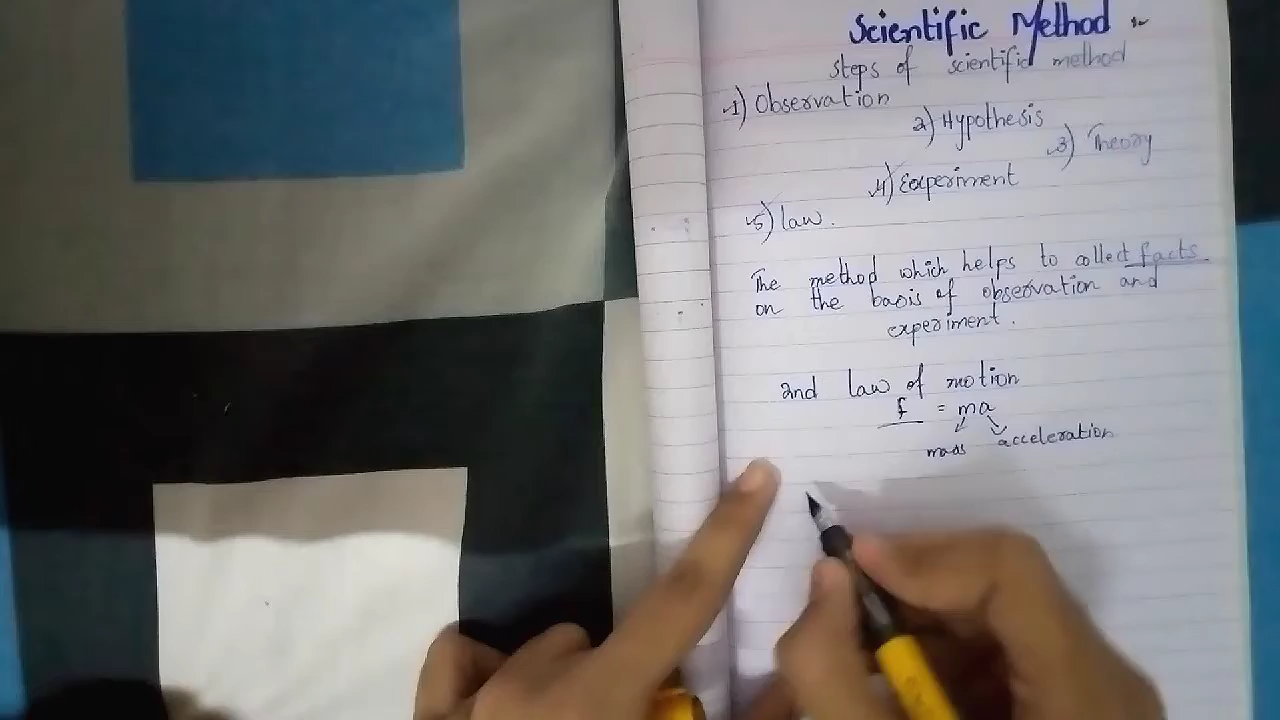 Scientific Method :-
steps of scientific method
1) Observation
2) Hypothesis
3) Theory
4) Experiment
5) law.
The method which helps to collect facts
on the basis of observation and
experiment.
2nd law of motion
f = ma
mass acceleration